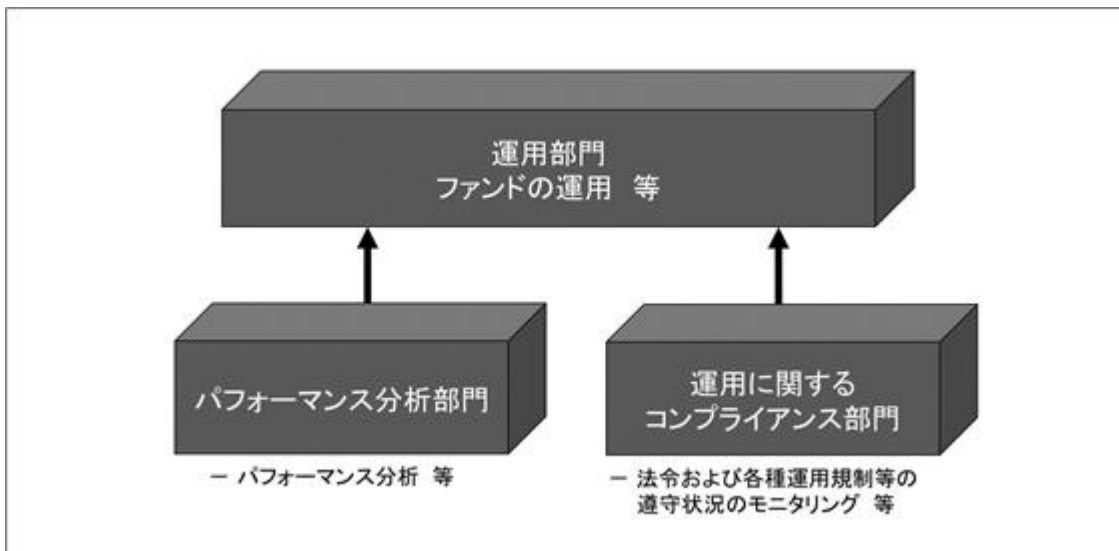 運用部門
ファンドの運用 等
パフォーマンス分析部門
－ パフォーマンス分析 等
運用に関する
コンプライアンス部門
－ 法令および各種運用規制等の
遵守状況のモニタリング 等